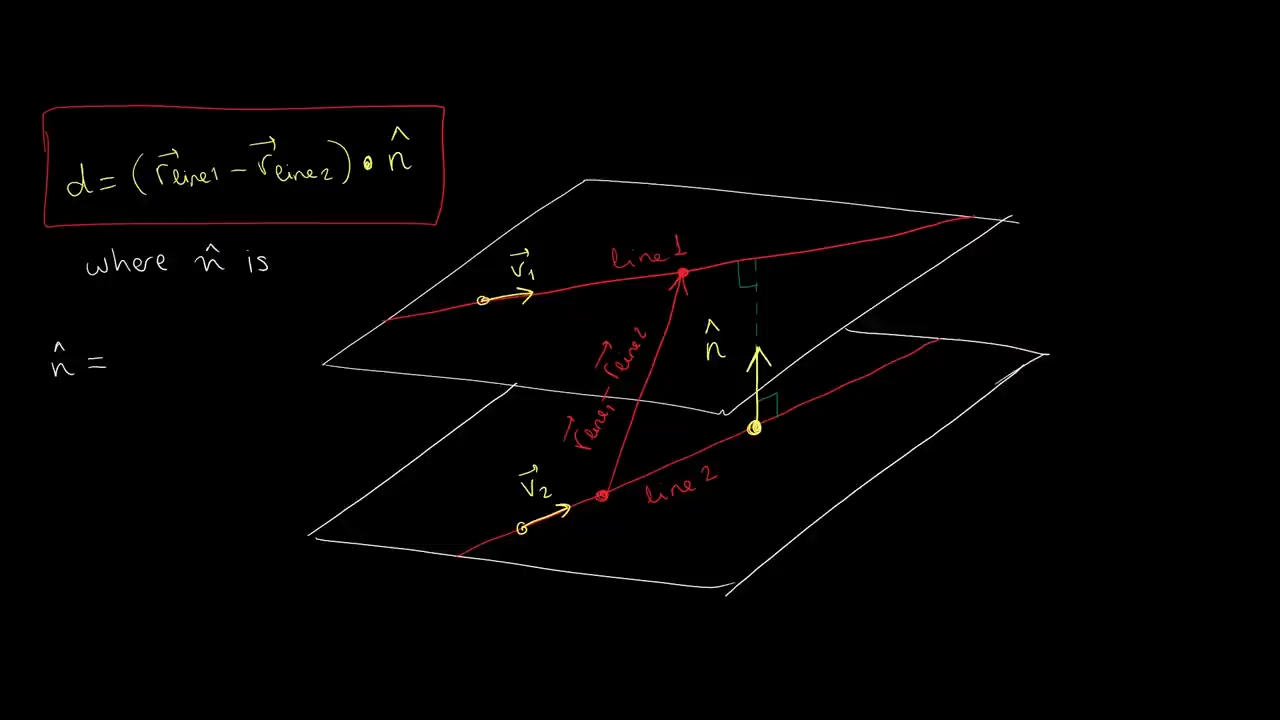 d = (r⃗line1 − r⃗line2) • n̂
where n̂ is
n̂ =
v⃗1
line 1
n̂
r⃗line1 − r⃗line2
v⃗2
line 2